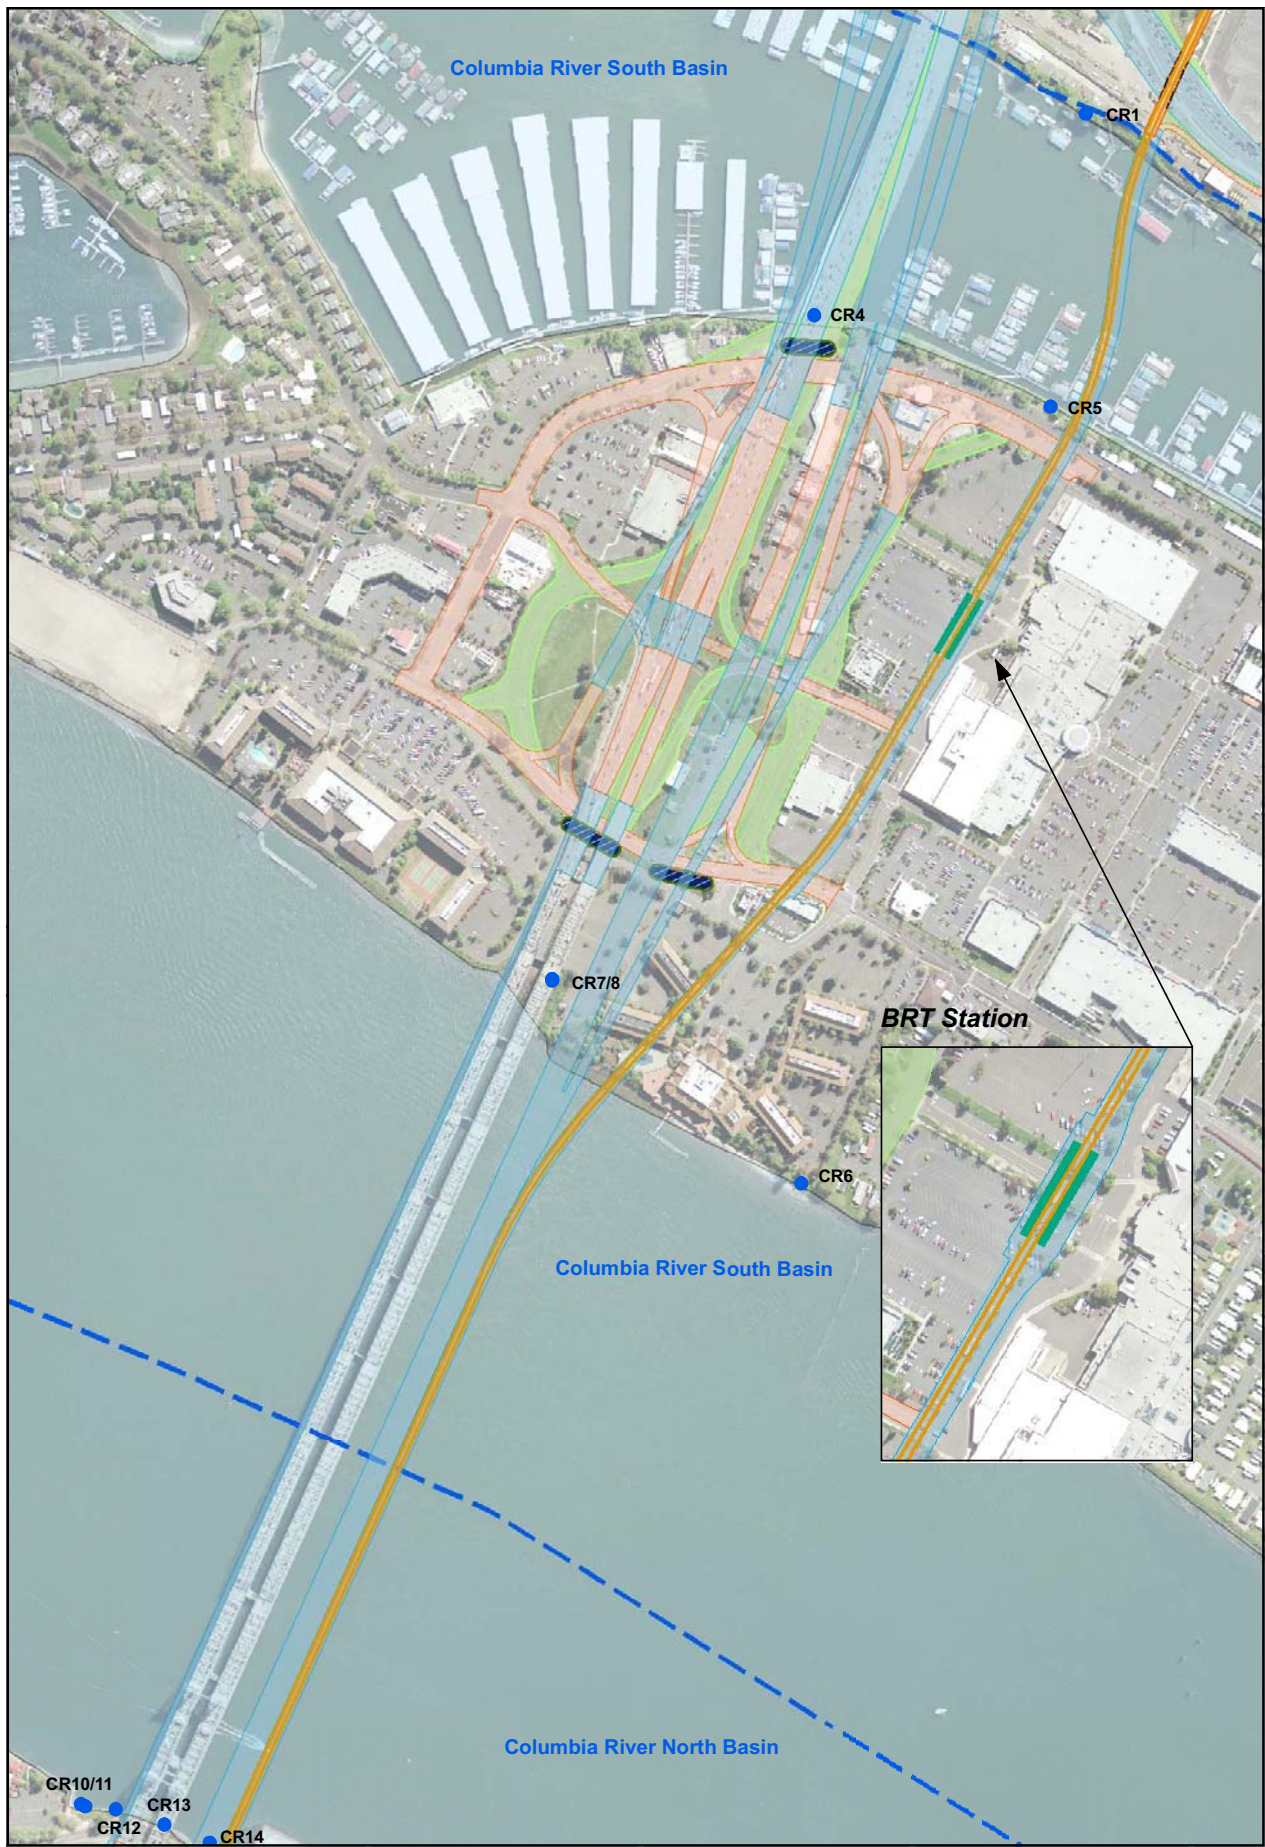 Columbia River South Basin
CR1
CR4
CR5
CR7/8
BRT Station
CR6
Columbia River South Basin
Columbia River North Basin
CR10/11
CR13
CR12
CR14